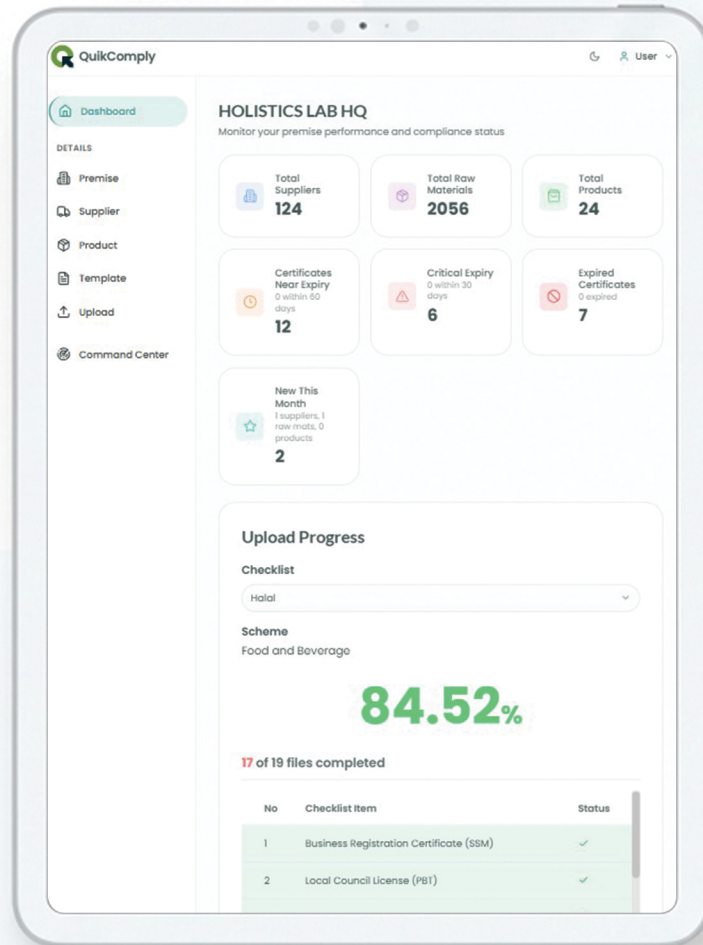 QuikComply
User
Dashboard
DETAILS
Premise
Supplier
Product
Template
Upload
Command Center
HOLISTICS LAB HQ
Monitor your premise performance and compliance status
Total
Suppliers
124
Total Raw
Materials
2056
Total
Products
24
Certificates
Near Expiry
0 within 60
days
12
Critical Expiry
0 within 30
days
6
Expired
Certificates
0 expired
7
New This
Month
1 suppliers, 1
raw mats, 0
products
2
Upload Progress
Checklist
Halal
Scheme
Food and Beverage
84.52%
17 of 19 files completed
No Checklist Item Status
1 Business Registration Certificate (SSM)
2 Local Council License (PBT)